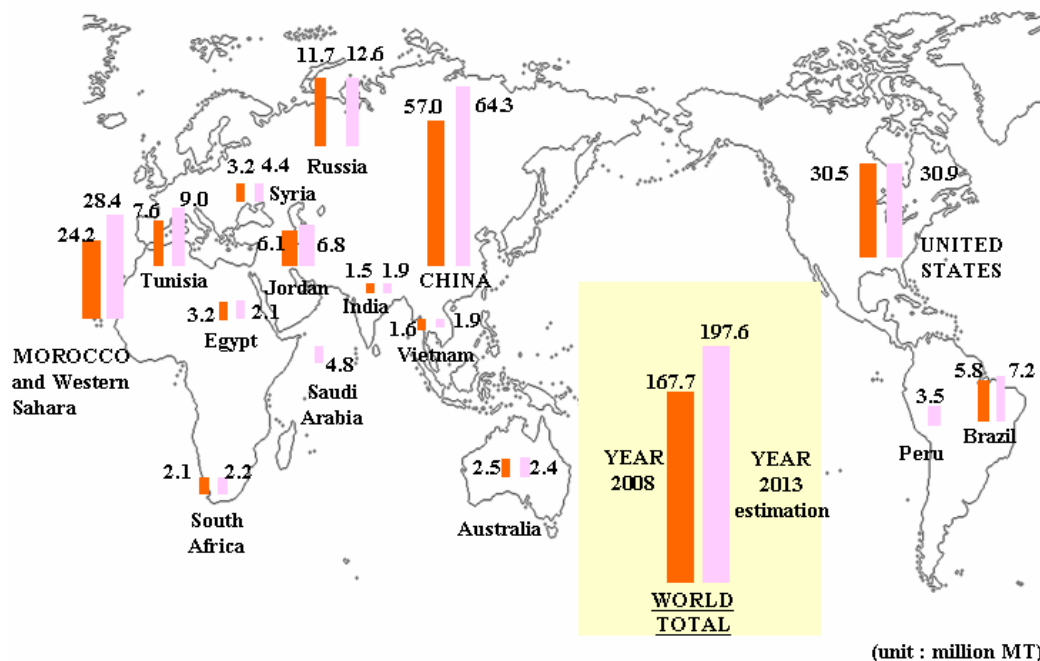 11.7 12.6
Russia
57.0 64.3
CHINA
3.2 4.4
Syria
7.6 9.0
Tunisia
24.2 28.4
MOROCCO
and Western
Sahara
6.1 6.8
Jordan
3.2 2.1
Egypt
1.5 1.9
India
1.6 1.9
Vietnam
4.8
Saudi
Arabia
2.1 2.2
South
Africa
2.5 2.4
Australia
30.5 30.9
UNITED
STATES
3.5
Peru
5.8 7.2
Brazil
167.7 197.6
YEAR
2008
YEAR
2013
estimation
WORLD
TOTAL
(unit : million MT)